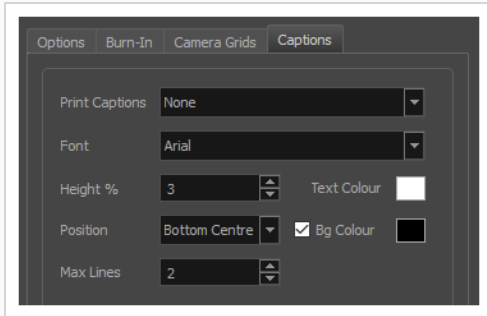 Options Burn-In Camera Grids Captions
Print Captions None
Font Arial
Height % 3 Text Colour
Position Bottom Centre Bg Colour
Max Lines 2